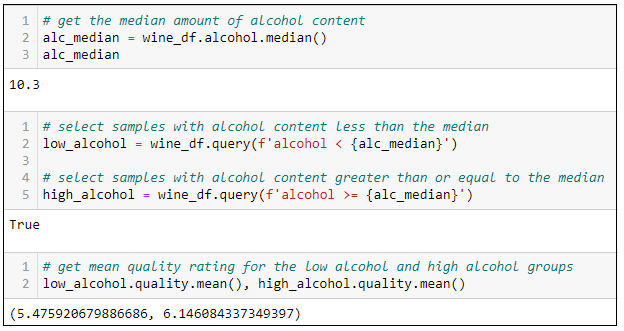 1 # get the median amount of alcohol content
2 alc_median = wine_df.alcohol.median()
3 alc_median
10.3
1 # select samples with alcohol content less than the median
2 low_alcohol = wine_df.query(f'alcohol < {alc_median}')
3
4 # select samples with alcohol content greater than or equal to the median
5 high_alcohol = wine_df.query(f'alcohol >= {alc_median}')
True
1 # get mean quality rating for the low alcohol and high alcohol groups
2 low_alcohol.quality.mean(), high_alcohol.quality.mean()
(5.475920679886686, 6.146084337349397)